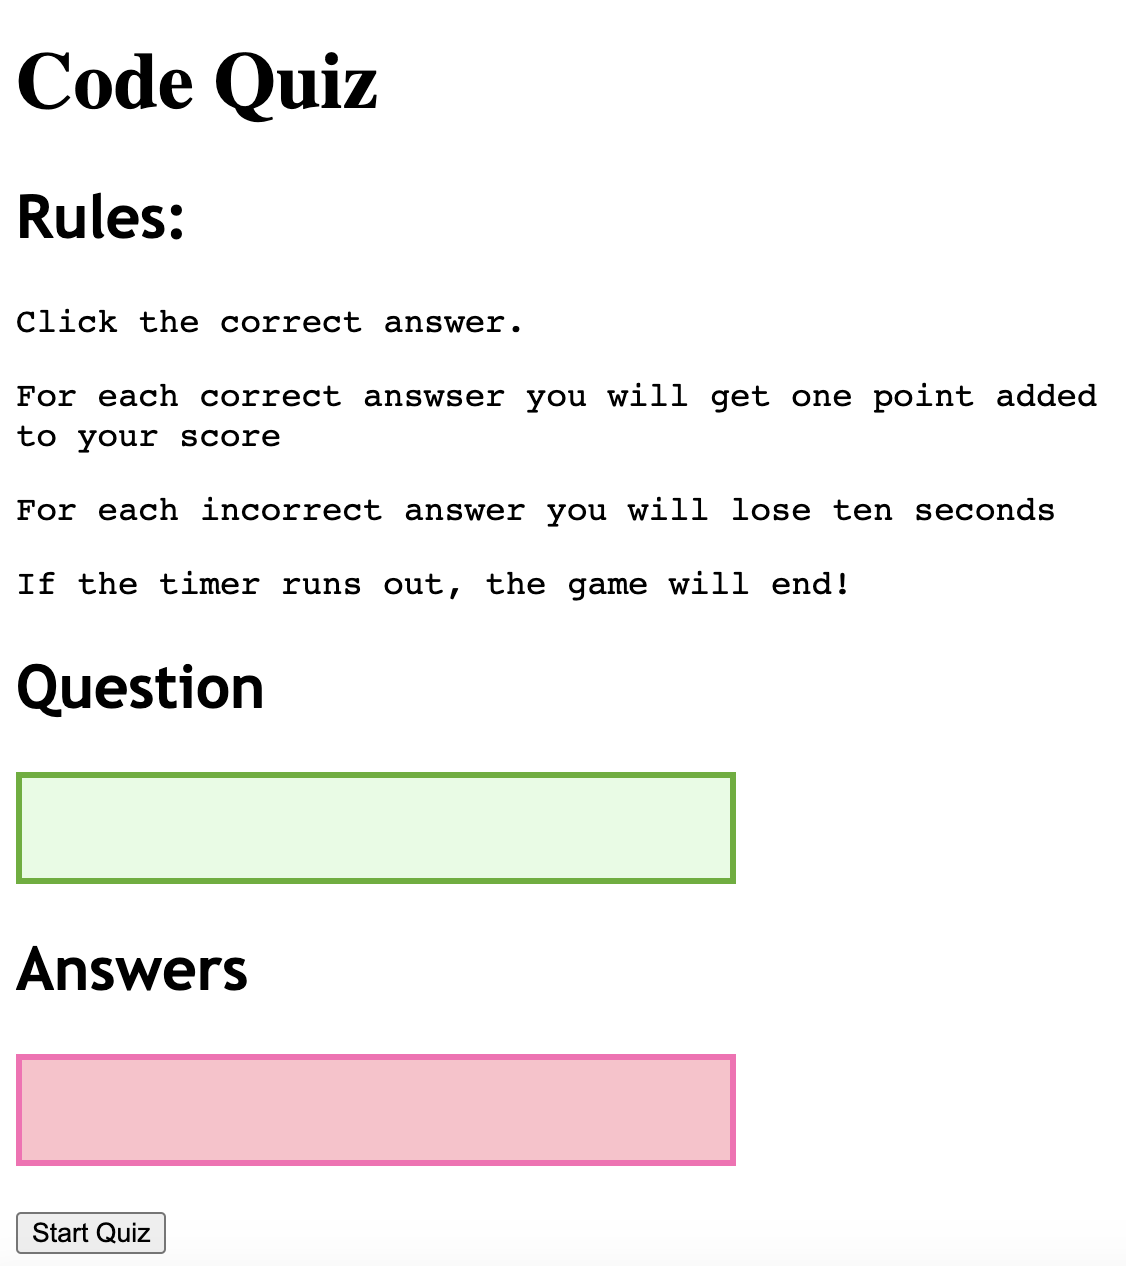 Code Quiz
Rules:
Click the correct answer.
For each correct answser you will get one point added
to your score
For each incorrect answer you will lose ten seconds
If the timer runs out, the game will end!
Question
Answers
Start Quiz